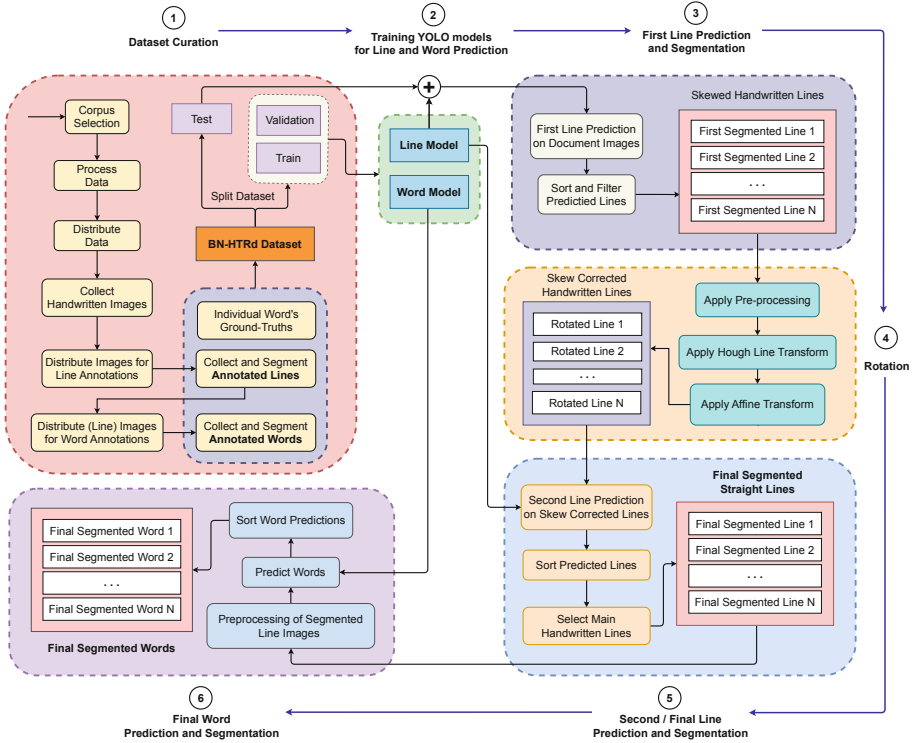 1
Dataset Curation
2
Training YOLO models
for Line and Word Prediction
3
First Line Prediction
and Segmentation
Corpus
Selection
Process
Data
Distribute
Data
Collect
Handwritten Images
Distribute Images for
Line Annotations
Distribute (Line) Images
for Word Annotations
Test
Validation
Train
Split Dataset
BN-HTRd Dataset
Individual Word's
Ground-Truths
Collect and Segment
Annotated Lines
Collect and Segment
Annotated Words
+
Line Model
Word Model
Skewed Handwritten Lines
First Line Prediction
on Document Images
Sort and Filter
Predictied Lines
First Segmented Line 1
First Segmented Line 2
. . .
First Segmented Line N
Skew Corrected
Handwritten Lines
Rotated Line 1
Rotated Line 2
. . .
Rotated Line N
Apply Pre-processing
Apply Hough Line Transform
Apply Affine Transform
4
Rotation
Final Segmented
Straight Lines
Second Line Prediction
on Skew Corrected Lines
Sort Predicted Lines
Select Main
Handwritten Lines
Final Segmented Line 1
Final Segmented Line 2
. . .
Final Segmented Line N
Final Segmented Word 1
Final Segmented Word 2
. . .
Final Segmented Word N
Final Segmented Words
Sort Word Predictions
Predict Words
Preprocessing of Segmented
Line Images
6
Final Word
Prediction and Segmentation
5
Second / Final Line
Prediction and Segmentation